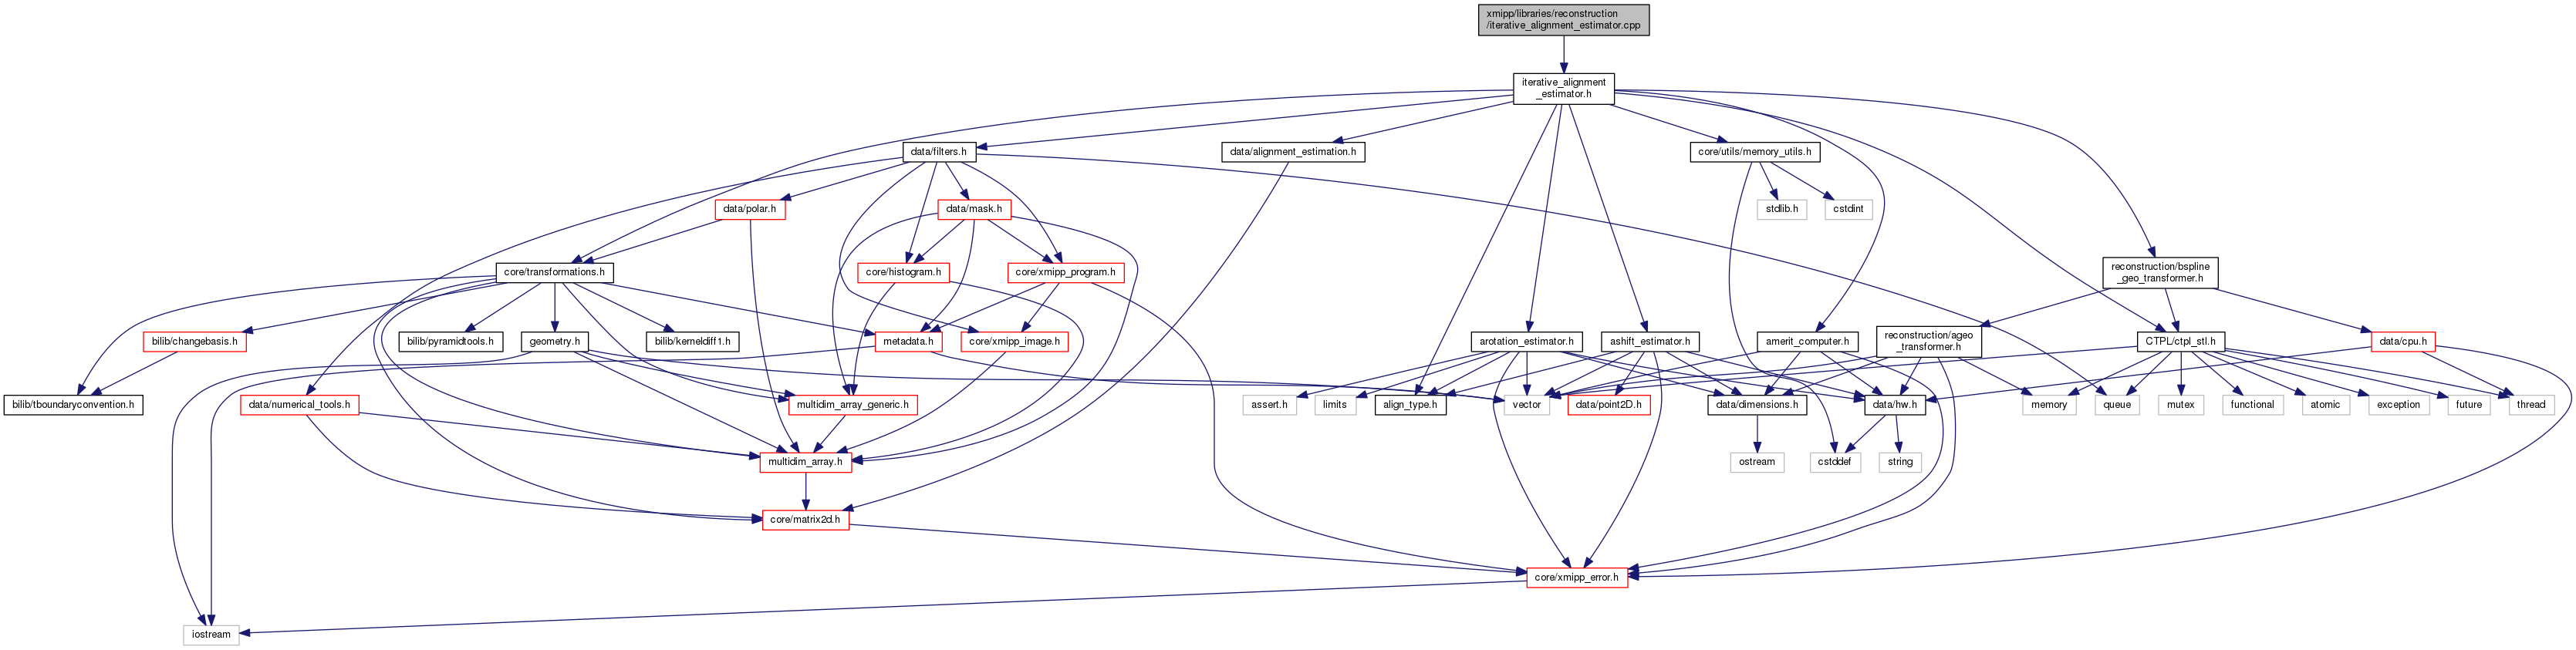 xmipp/libraries/reconstruction
/iterative_alignment_estimator.cpp
iterative_alignment
_estimator.h
data/filters.h
data/alignment_estimation.h
core/utils/memory_utils.h
data/polar.h
data/mask.h
stdlib.h
cstdint
core/transformations.h
core/histogram.h
core/xmipp_program.h
reconstruction/bspline
_geo_transformer.h
bilib/changebasis.h
bilib/pyramidtools.h
geometry.h
bilib/kerneldiff1.h
metadata.h
core/xmipp_image.h
arotation_estimator.h
ashift_estimator.h
amerit_computer.h
reconstruction/ageo
_transformer.h
CTPL/ctpl_stl.h
data/cpu.h
bilib/tboundaryconvention.h
data/numerical_tools.h
multidim_array_generic.h
assert.h
limits
align_type.h
vector
data/point2D.h
data/dimensions.h
data/hw.h
memory
queue
mutex
functional
atomic
exception
future
thread
multidim_array.h
ostream
cstddef
string
core/matrix2d.h
core/xmipp_error.h
iostream